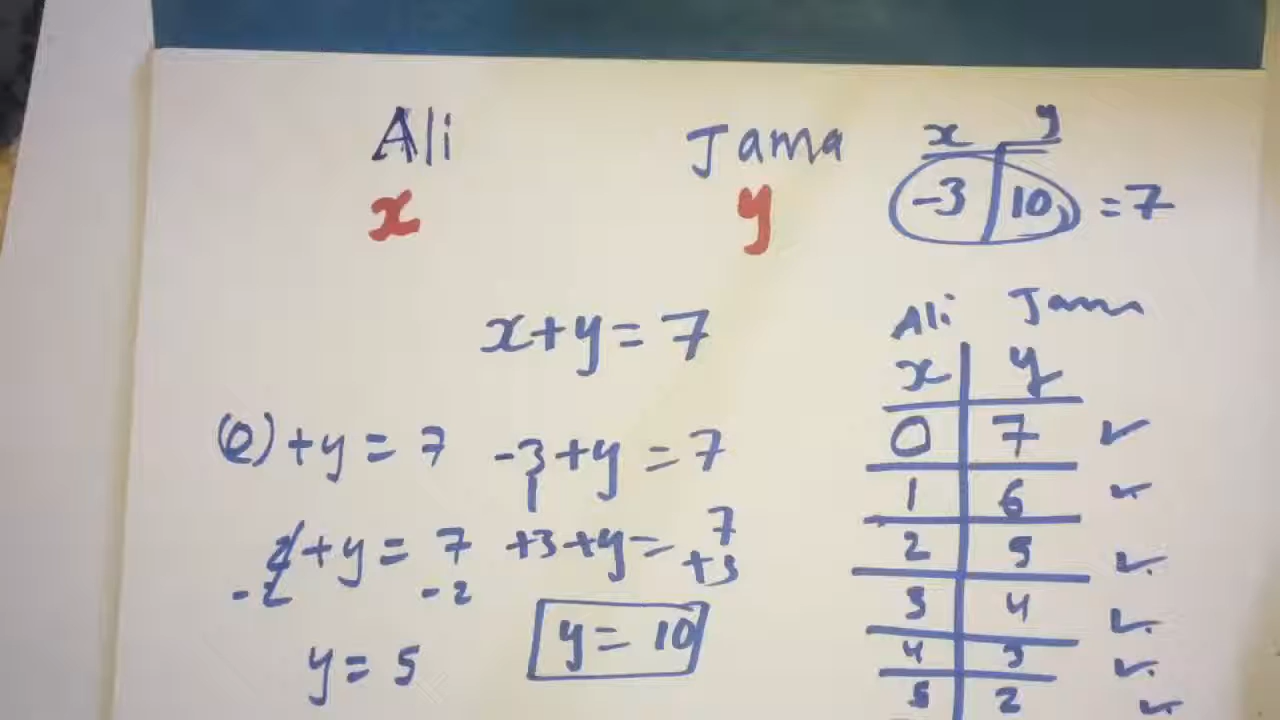 Ali Jama
x y
x + y = 7
(2) + y = 7
2 + y = 7
-2 -2
y = 5
-3 + y = 7
+3 + y = 7
+3
y = 10
x y
-3 10 = 7
Ali Jama
x y
0 7 ✓
1 6 ✓
2 5 ✓
3 4 ✓
4 3 ✓
5 2 ✓